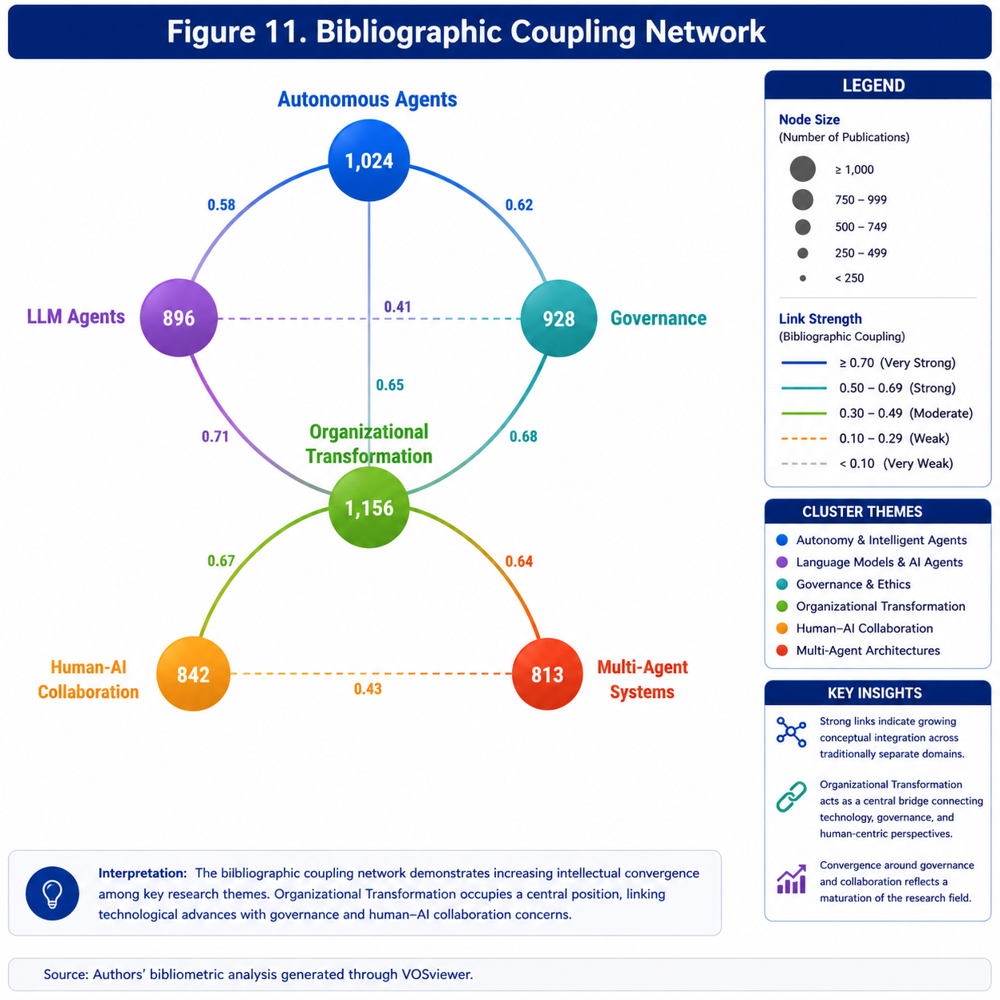 Figure 11. Bibliographic Coupling Network
Autonomous Agents
1,024
0.58
0.62
LLM Agents
896
0.41
928
Governance
0.65
0.71
Organizational
Transformation
0.68
1,156
0.67
0.64
Human-AI
Collaboration
842
0.43
813
Multi-Agent
Systems
LEGEND
Node Size
(Number of Publications)
≥ 1,000
750 – 999
500 – 749
250 – 499
< 250
Link Strength
(Bibliographic Coupling)
≥ 0.70 (Very Strong)
0.50 – 0.69 (Strong)
0.30 – 0.49 (Moderate)
0.10 – 0.29 (Weak)
< 0.10 (Very Weak)
CLUSTER THEMES
Autonomy & Intelligent Agents
Language Models & AI Agents
Governance & Ethics
Organizational Transformation
Human–AI Collaboration
Multi-Agent Architectures
KEY INSIGHTS
Strong links indicate growing
conceptual integration across
traditionally separate domains.
Organizational Transformation
acts as a central bridge connecting
technology, governance, and
human-centric perspectives.
Convergence around governance
and collaboration reflects a
maturation of the research field.
Interpretation: The bilbliographic coupling network demonstrates increasing intellectual convergence
among key research themes. Organizational Transformation occupies a central position, linking
technological advances with governance and human–AI collaboration concerns.
Source: Authors' bibliometric analysis generated through VOSviewer.